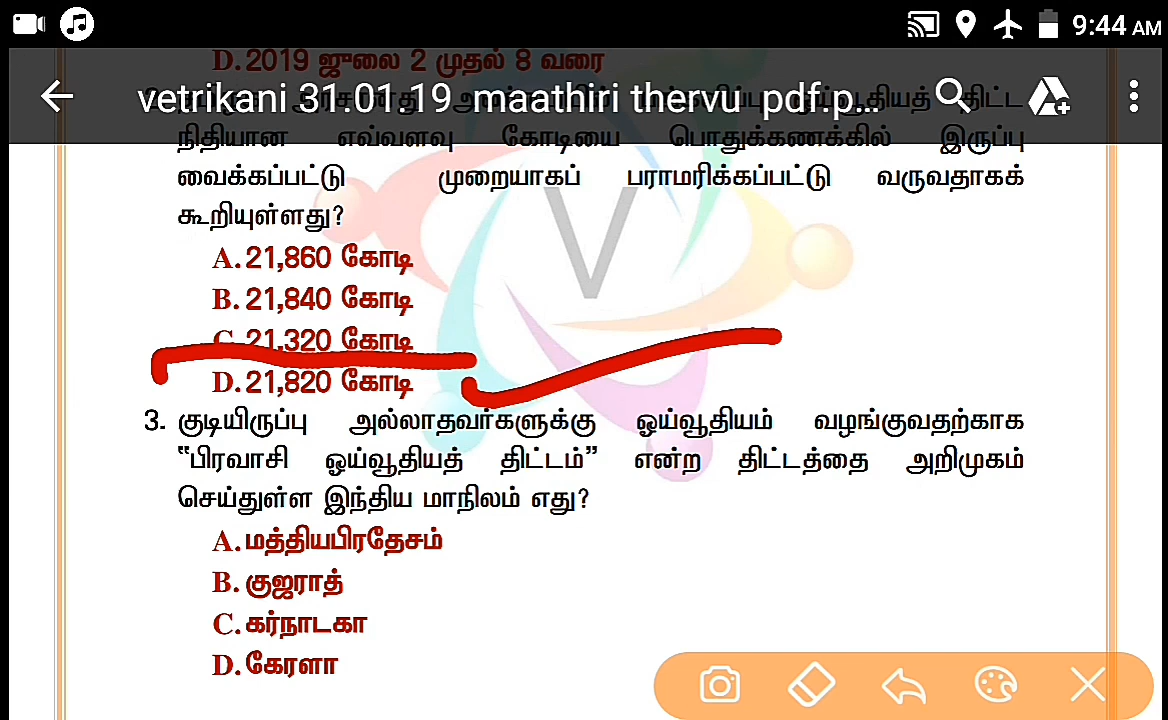 9:44 AM
D. 2019 ஜுலை 2 முதல் 8 வரை
vetrikani 31.01.19 maathiri thervu pdf.p...
நிதியான எவ்வளவு கோடியை பொதுக்கணக்கில் இருப்பு
வைக்கப்பட்டு முறையாகப் பராமரிக்கப்பட்டு வருவதாகக்
கூறியுள்ளது?
A. 21,860 கோடி
B. 21,840 கோடி
C. 21,320 கோடி
D. 21,820 கோடி
3. குடியிருப்பு அல்லாதவர்களுக்கு ஓய்வூதியம் வழங்குவதற்காக
“பிரவாசி ஓய்வூதியத் திட்டம்” என்ற திட்டத்தை அறிமுகம்
செய்துள்ள இந்திய மாநிலம் எது?
A. மத்தியபிரதேசம்
B. குஜராத்
C. கர்நாடகா
D. கேரளா
V